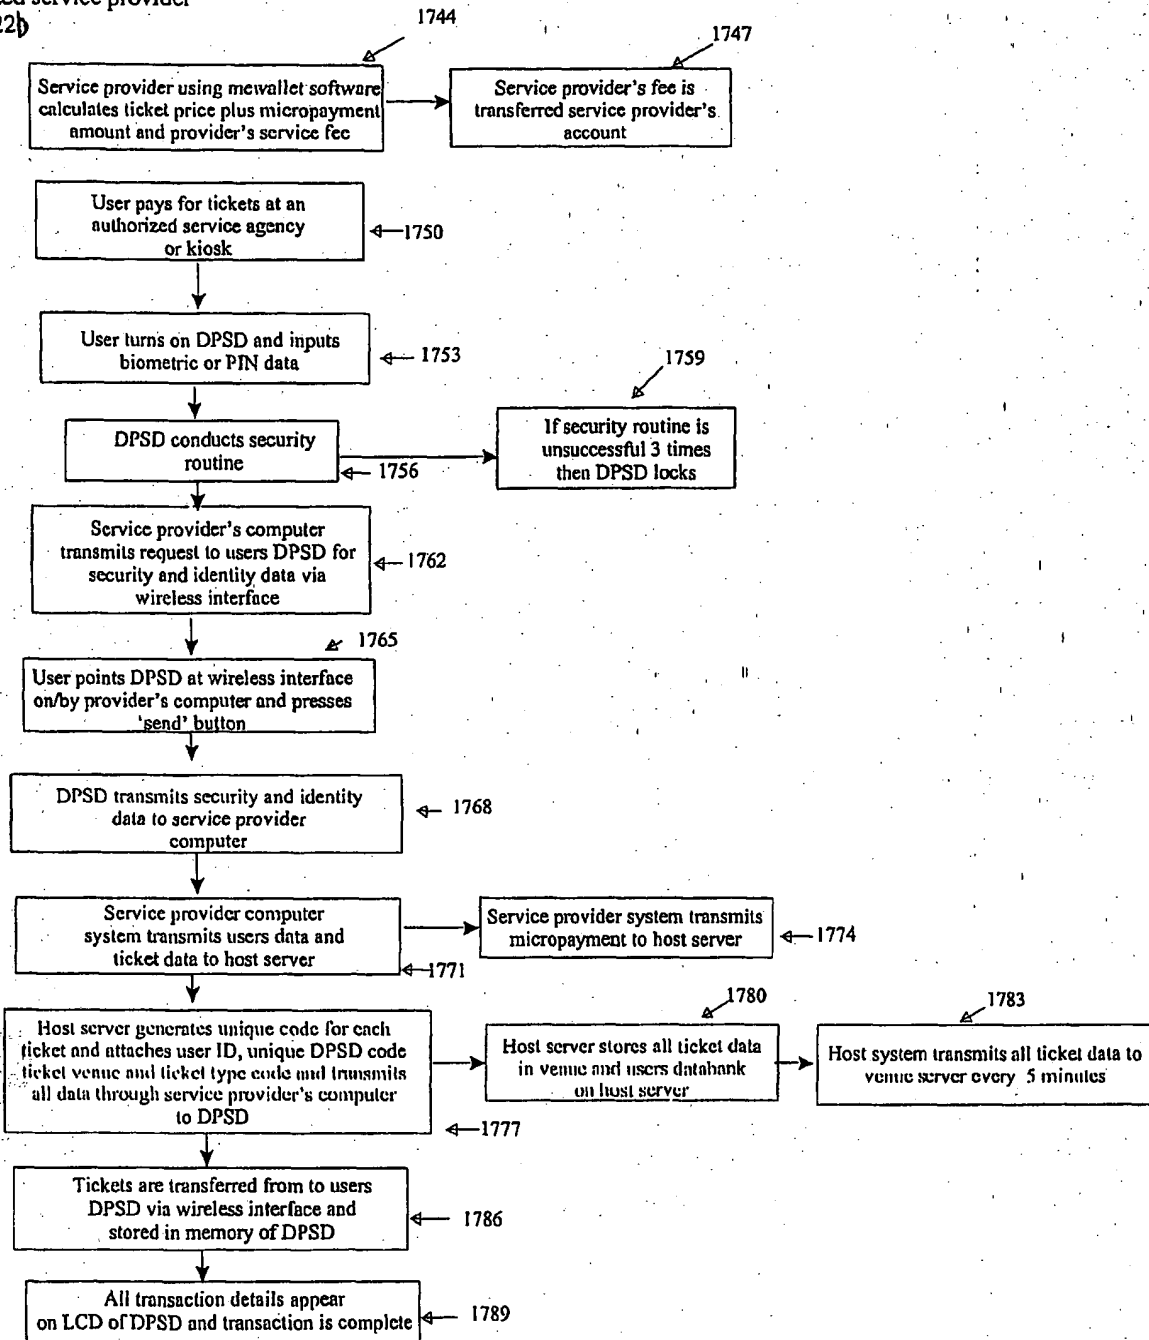 service provider
1744
1747
Service provider using mewallet software
calculates ticket price plus micropayment
amount and provider's service fee
Service provider's fee is
transferred service provider's
account
User pays for tickets at an
authorized service agency
or kiosk
1750
User turns on DPSD and inputs
biometric or PIN data
1753
1759
DPSD conducts security
routine
1756
If security routine is
unsuccessful 3 times
then DPSD locks
Service provider's computer
transmits request to users DPSD for
security and identity data via
wireless interface
1762
1765
User points DPSD at wireless interface
on/by provider's computer and presses
'send' button
DPSD transmits security and identity
data to service provider
computer
1768
Service provider computer
system transmits users data and
ticket data to host server
1771
Service provider system transmits
micropayment to host server
1774
1780
1783
Host server generates unique code for each
ticket and attaches user ID, unique DPSD code
ticket venue and ticket type code and transmits
all data through service provider's computer
to DPSD
1777
Host server stores all ticket data
in venue and users databank
on host server
Host system transmits all ticket data to
venue server every 5 minutes
Tickets are transferred from to users
DPSD via wireless interface and
stored in memory of DPSD
1786
All transaction details appear
on LCD of DPSD and transaction is complete
1789